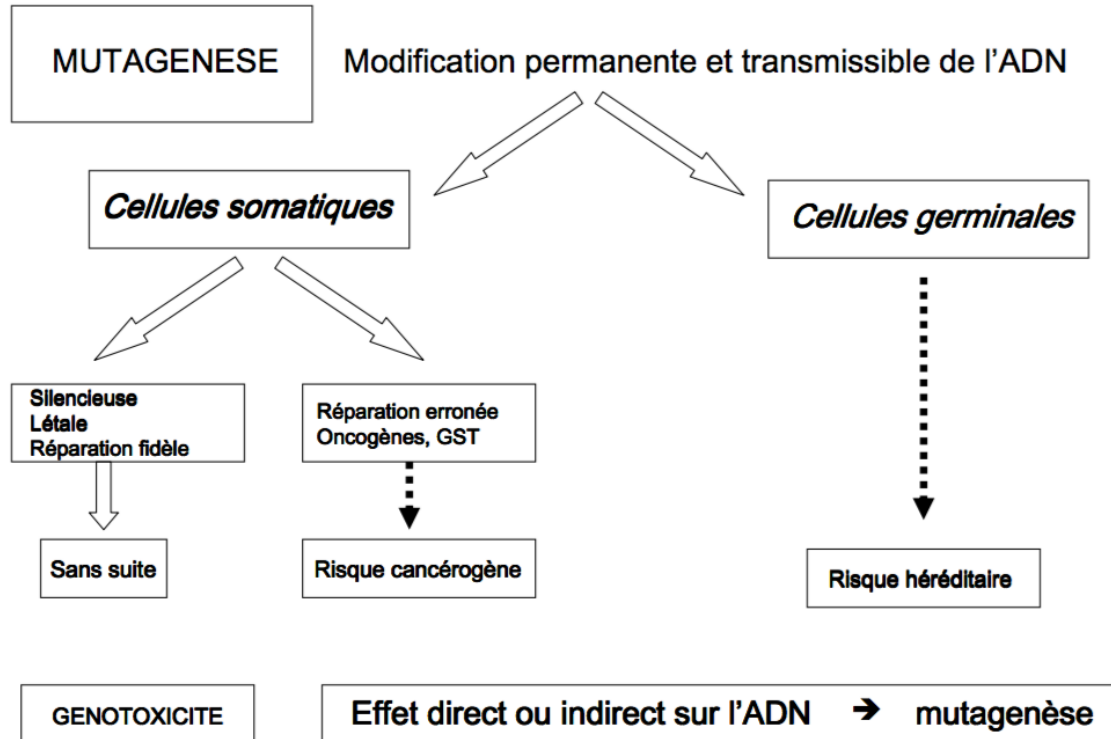 MUTAGENESE
Modification permanente et transmissible de l'ADN
Cellules somatiques
Cellules germinales
Silencieuse
Létale
Réparation fidèle
Réparation erronée
Oncogènes, GST
Sans suite
Risque cancérogène
Risque héréditaire
GENOTOXICITE
Effet direct ou indirect sur l'ADN ➔ mutagenèse